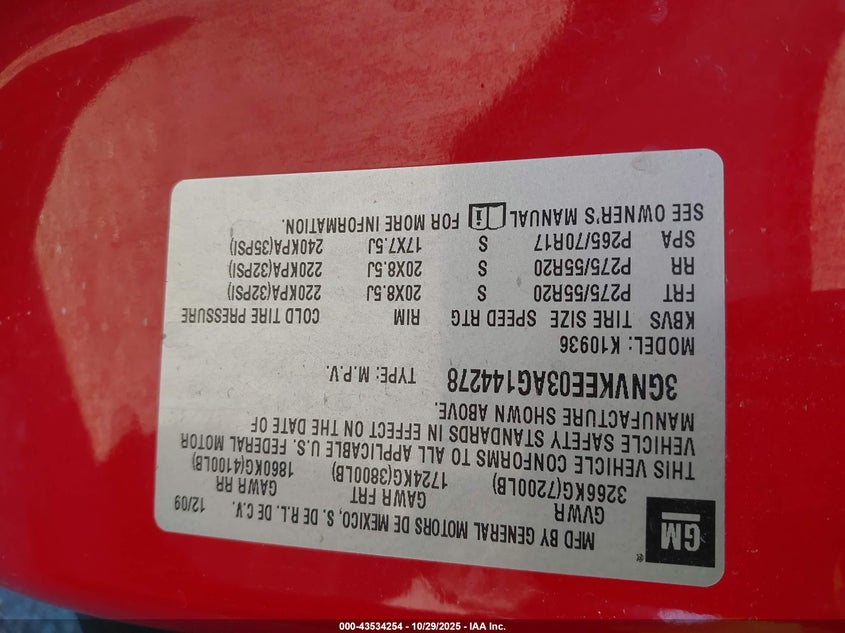 MFD BY GENERAL MOTORS DE MEXICO, S. DE R.L. DE C.V.
GM ®
12/09
GVWR GAWR FRT GAWR RR
3266KG(7200LB) 1724KG(3800LB) 1860KG(4100LB)
THIS VEHICLE CONFORMS TO ALL APPLICABLE U.S. FEDERAL MOTOR
VEHICLE SAFETY STANDARDS IN EFFECT ON THE DATE OF
MANUFACTURE SHOWN ABOVE.
3GNVKEE03AG144278 TYPE: M.P.V.
MODEL: K10936
KBVS TIRE SIZE SPEED RTG RIM COLD TIRE PRESSURE
FRT P275/55R20 S 20X8.5J 220KPA(32PSI)
RR P275/55R20 S 20X8.5J 220KPA(32PSI)
SPA P265/70R17 S 17X7.5J 240KPA(35PSI)
SEE OWNER'S MANUAL i FOR MORE INFORMATION.
000-43534254 - 10/29/2025 - IAA Inc.